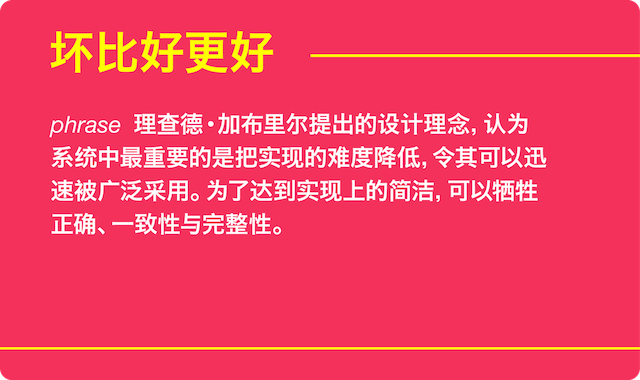 坏比好更好
phrase 理查德·加布里尔提出的设计理念，认为
系统中最重要的是把实现的难度降低，令其可以迅
速被广泛采用。为了达到实现上的简洁，可以牺牲
正确、一致性与完整性。